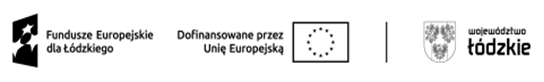 Fundusze Europejskie
dla Łódzkiego
Dofinansowane przez
Unię Europejską
województwo
łódzkie